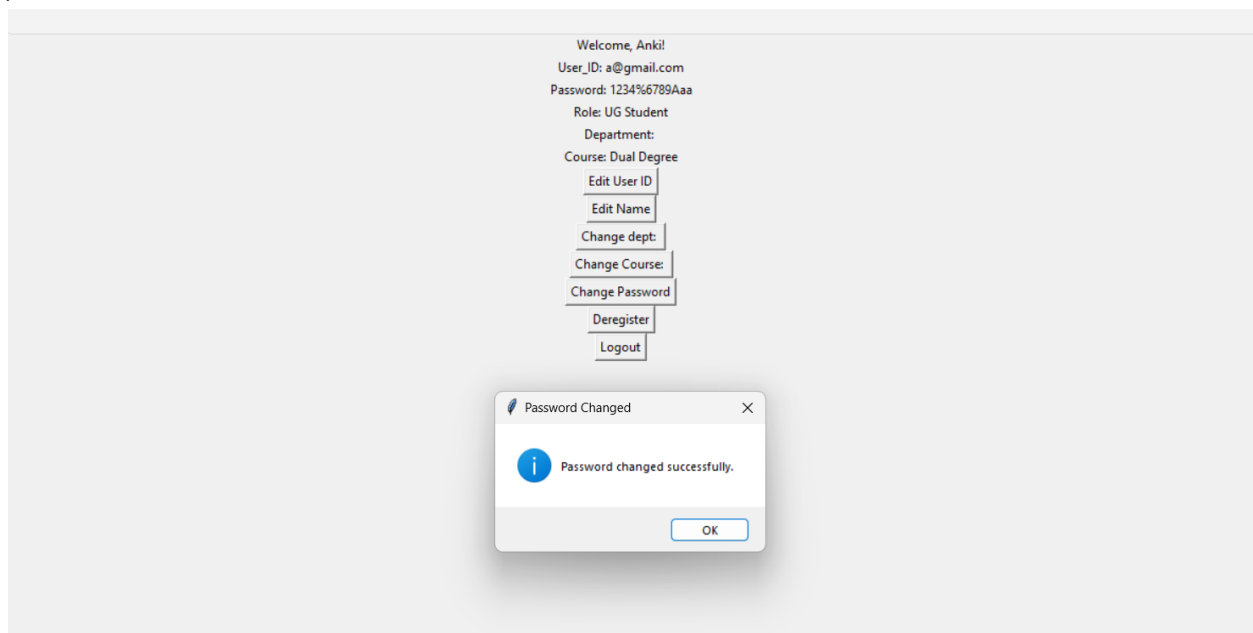 Welcome, Anki!
User_ID: a@gmail.com
Password: 1234%6789Aaa
Role: UG Student
Department:
Course: Dual Degree
Edit User ID
Edit Name
Change dept:
Change Course:
Change Password
Deregister
Logout
Password Changed
Password changed successfully.
OK